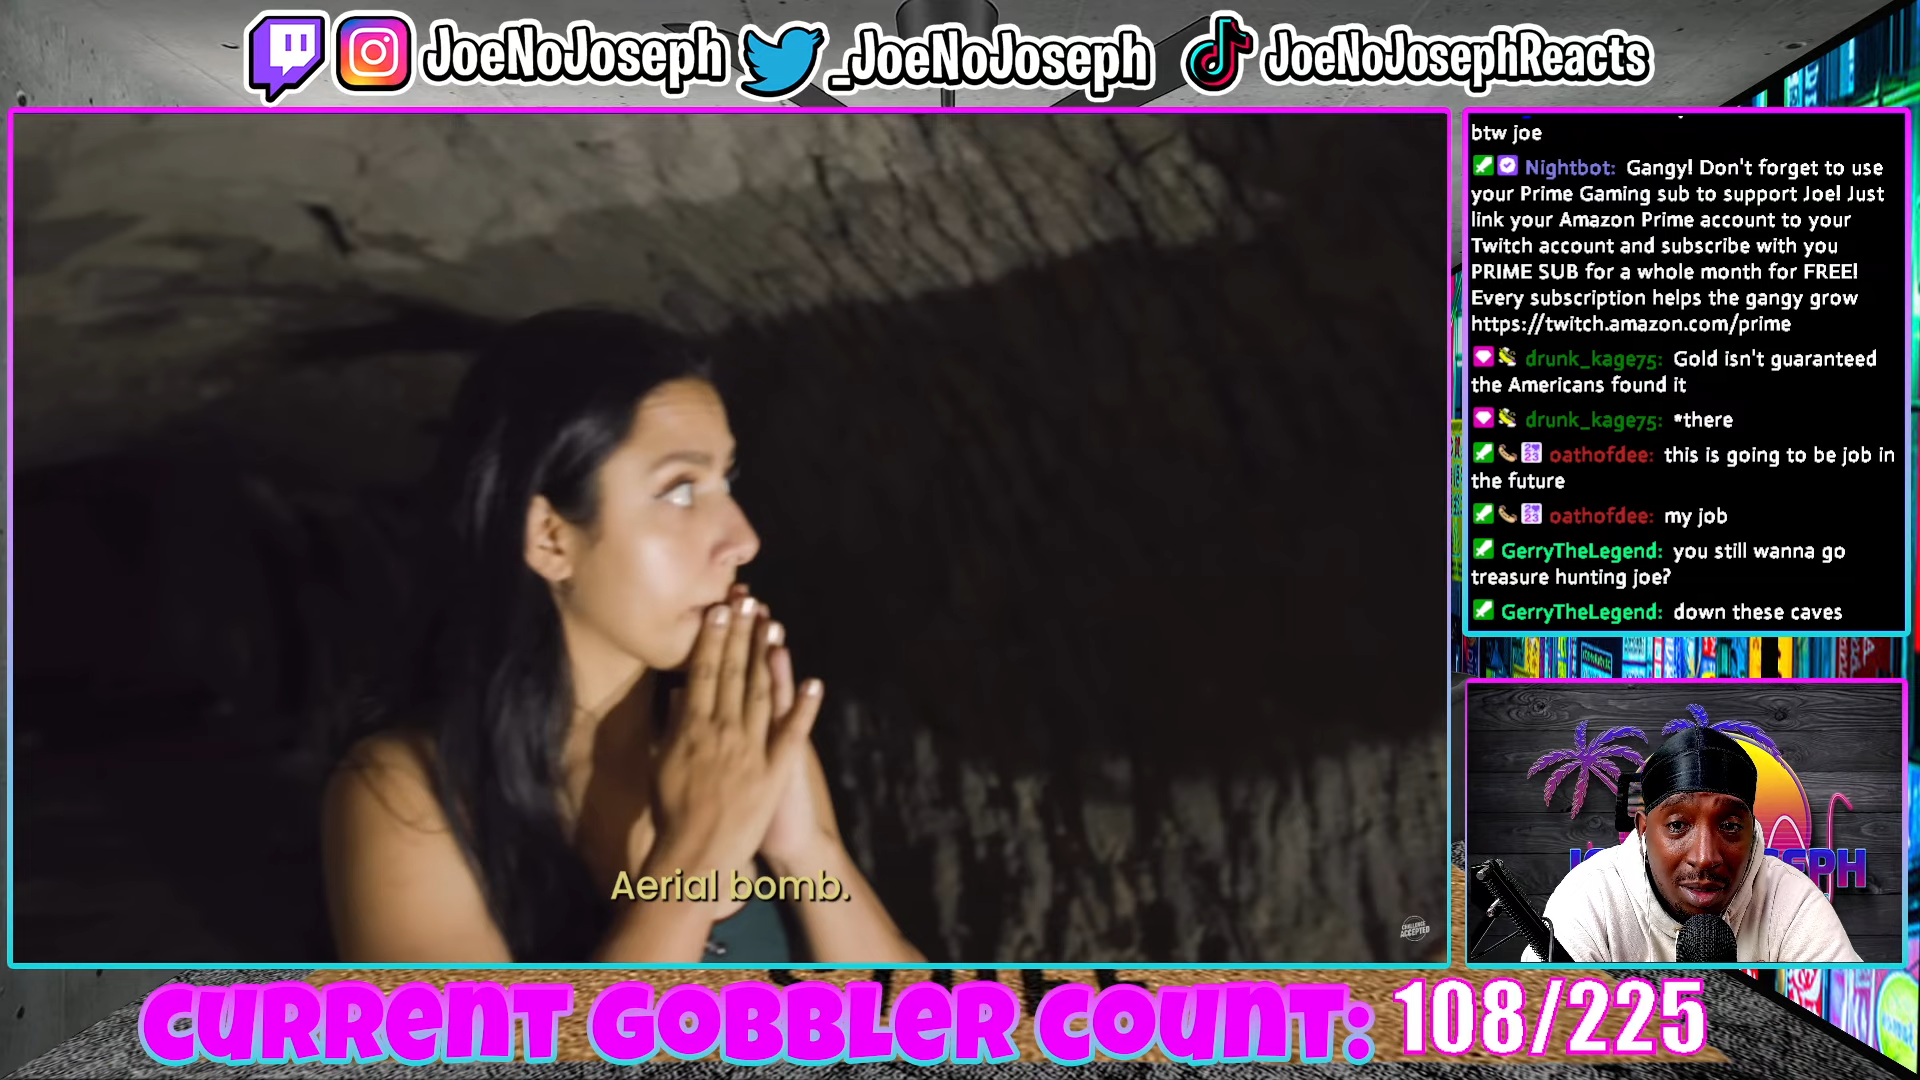 JoeNoJoseph
_JoeNoJoseph
JoeNoJosephReacts
btw joe
Nightbot: Gangy! Don't forget to use
your Prime Gaming sub to support Joe! Just
link your Amazon Prime account to your
Twitch account and subscribe with you
PRIME SUB for a whole month for FREE!
Every subscription helps the gangy grow
https://twitch.amazon.com/prime
drunk_kage75: Gold isn't guaranteed
the Americans found it
drunk_kage75: *there
oathofdee: this is going to be job in
the future
oathofdee: my job
GerryTheLegend: you still wanna go
treasure hunting joe?
GerryTheLegend: down these caves
Aerial bomb.
CHALLENGE
ACCEPTED
CURRENT GOBBLER COUNT: 108/225